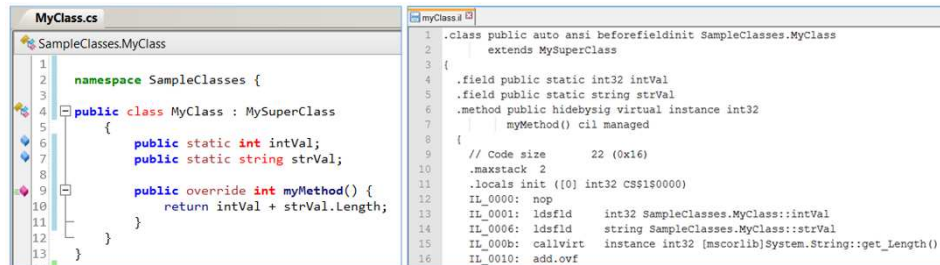 MyClass.cs
SampleClasses.MyClass
1
2 namespace SampleClasses {
3
4 public class MyClass : MySuperClass
5 {
6 public static int intVal;
7 public static string strVal;
8
9 public override int myMethod() {
10 return intVal + strVal.Length;
11 }
12 }
13 }
myClass.il
1 .class public auto ansi beforefieldinit SampleClasses.MyClass
2 extends MySuperClass
3 {
4 .field public static int32 intVal
5 .field public static string strVal
6 .method public hidebysig virtual instance int32
7 myMethod() cil managed
8 {
9 // Code size 22 (0x16)
10 .maxstack 2
11 .locals init ([0] int32 CS$1$0000)
12 IL_0000: nop
13 IL_0001: ldsfld int32 SampleClasses.MyClass::intVal
14 IL_0006: ldsfld string SampleClasses.MyClass::strVal
15 IL_000b: callvirt instance int32 [mscorlib]System.String::get_Length()
16 IL_0010: add.ovf